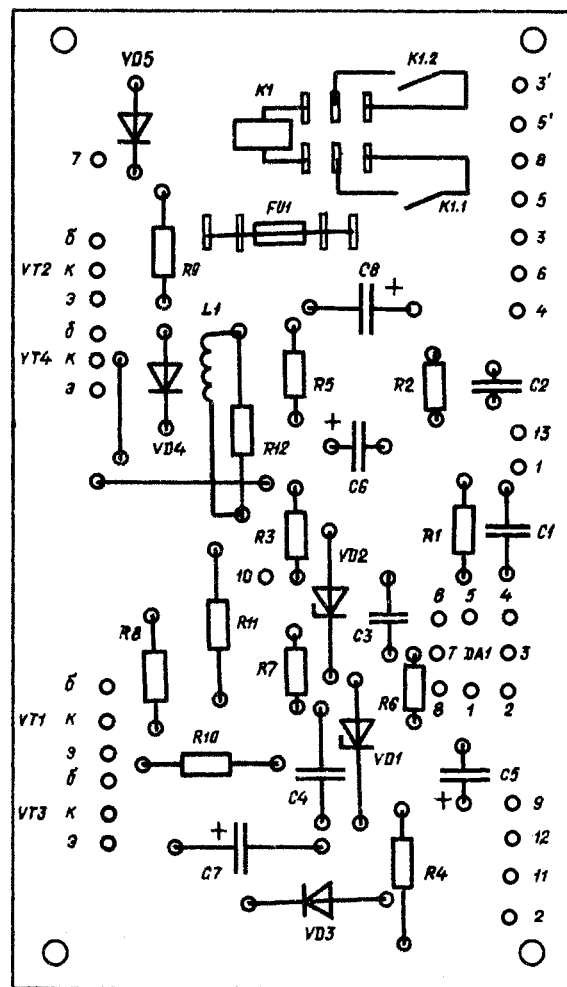 VD5
K1
K1.2
3'
5'
7
8
5
FU1
K1.1
б
R9
3
VT2 к
C8
6
э
+
4
L1
б
VT4 к
R5
R2
C2
э
VD4
R12
+
13
C6
1
R3
VD2
R1
C1
10
6 5 4
R8
R11
C3
R7
7 DA1 3
б
R6
8 1 2
VT1 к
э
R10
VD1
C4
C5
б
+
9
VT3 к
+
12
э
C7
R4
11
VD3
2